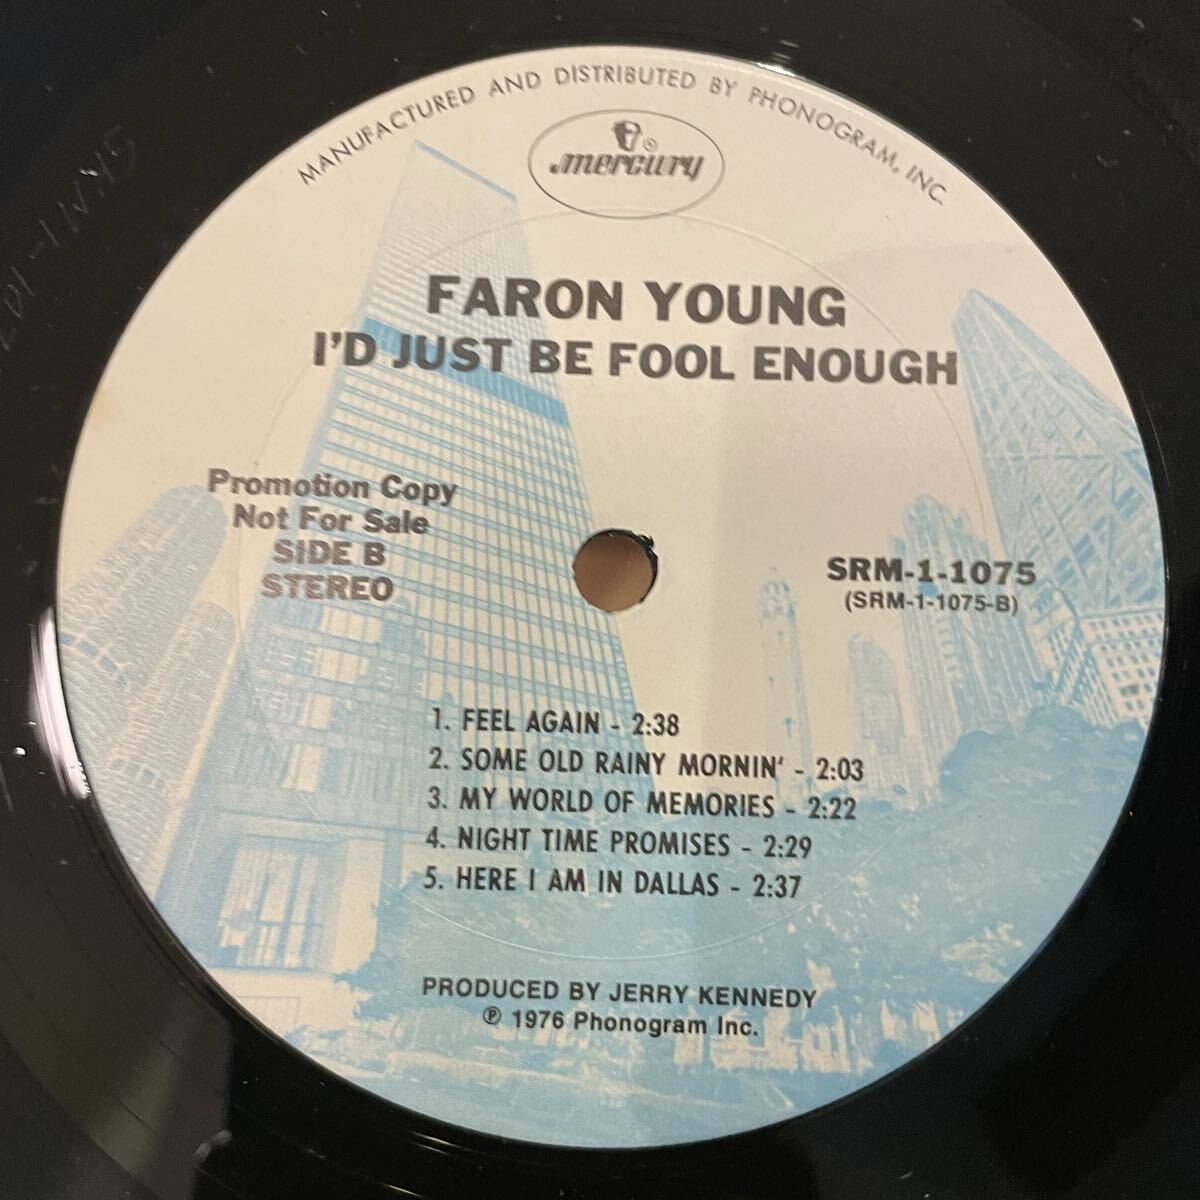 MANUFACTURED AND DISTRIBUTED BY PHONOGRAM, INC.
mercury
FARON YOUNG
I'D JUST BE FOOL ENOUGH
Promotion Copy
Not For Sale
SIDE B
STEREO
SRM-1-1075
(SRM-1-1075-B)
1. FEEL AGAIN - 2:38
2. SOME OLD RAINY MORNIN' - 2:03
3. MY WORLD OF MEMORIES - 2:22
4. NIGHT TIME PROMISES - 2:29
5. HERE I AM IN DALLAS - 2:37
PRODUCED BY JERRY KENNEDY
℗ 1976 Phonogram Inc.